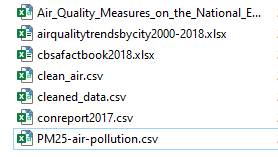 Air_Quality_Measures_on_the_National_E...
airqualitytrendsbycity2000-2018.xlsx
cbsafactbook2018.xlsx
clean_air.csv
cleaned_data.csv
conreport2017.csv
PM25-air-pollution.csv